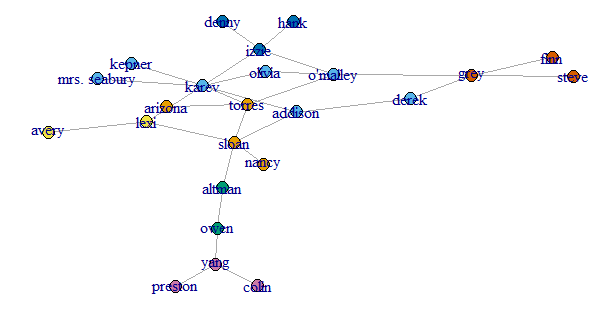 denny
hank
izzie
kepner
olivia
o'malley
grey
finn
steve
mrs. seabury
karev
arizona
torres
addison
derek
avery
lexi
sloan
nancy
altman
owen
yang
preston
colin